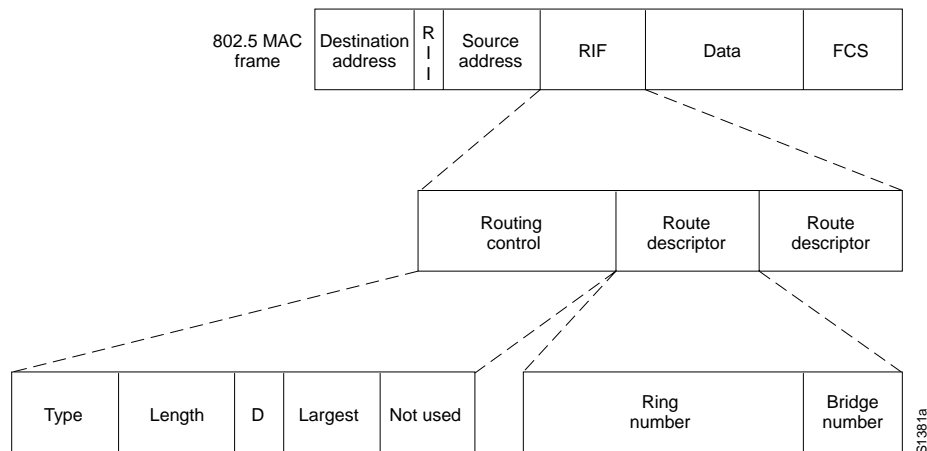 802.5 MAC
frame
Destination
address
R
I
I
Source
address
RIF
Data
FCS
Routing
control
Route
descriptor
Route
descriptor
Type
Length
D
Largest
Not used
Ring
number
Bridge
number
S1381a